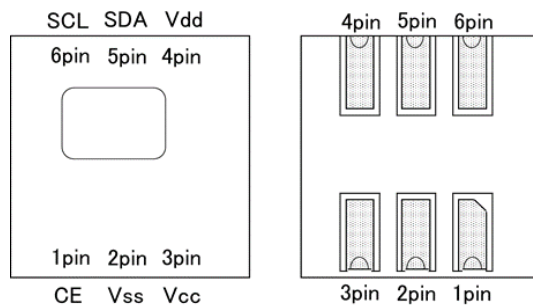 SCL SDA Vdd
6pin 5pin 4pin
1pin 2pin 3pin
CE Vss Vcc
4pin 5pin 6pin
3pin 2pin 1pin